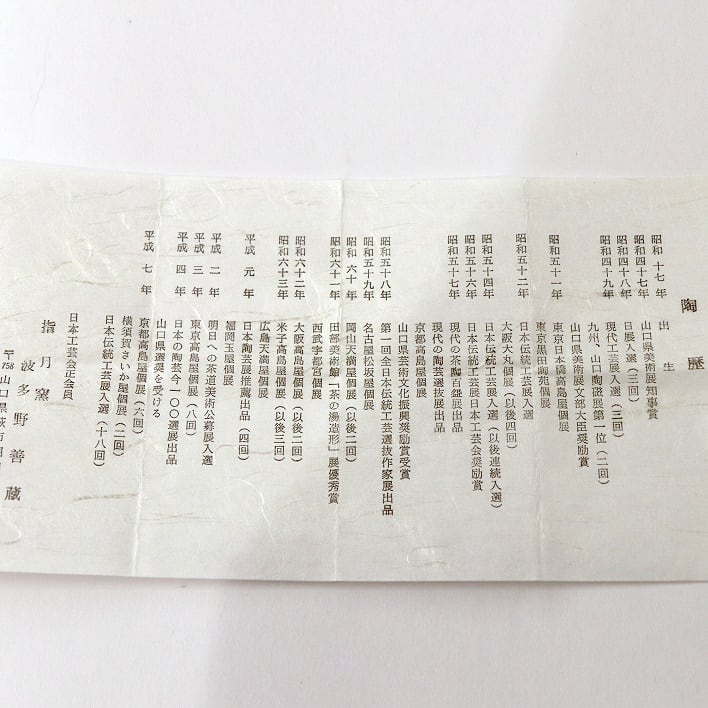 陶歴
昭和 十七年 出生
昭和四十七年 山口県美術展知事賞
昭和四十八年 日展入選(三回)
昭和四十九年 現代工芸展入選(三回)
九州、山口陶磁展第一位(二回)
山口県美術展文部大臣奨励賞
昭和五十一年 東京日本橋高島屋個展
東京黒田陶苑個展
昭和五十二年 日本伝統工芸展入選
大阪大丸個展(以後四回)
昭和五十四年 日本伝統工芸展入選(以後連続入選)
昭和五十六年 日本伝統工芸展日本工芸会奨励賞
昭和五十七年 現代の茶陶百鎌展出品
現代の陶芸選抜展出品
京都高島屋個展
山口県芸術文化振興奨励賞受賞
昭和五十八年 第一回全日本伝統工芸選抜作家展出品
昭和五十九年 名古屋松坂屋個展
昭和 六十年 岡山天満屋個展(以後二回)
昭和六十一年 田部美術館「茶の湯造形」展優秀賞
西武宇都宮個展
昭和六十二年 大阪高島屋個展(以後二回)
昭和六十三年 米子高島屋個展(以後三回)
広島天満屋個展
平成 元年 日本陶芸展推薦出品(四回)
福岡玉屋個展
平成 二年 明日への茶道美術公募展入選
平成 三年 東京高島屋個展(八回)
平成 四年 日本の陶芸今一〇〇選展出品
山口県選奨を受ける
平成 七年 京都高島屋個展(六回)
横須賀さいか屋個展(二回)
日本伝統工芸展入選(十八回)
日本工芸会正会員
指月窯
波多野善蔵
〒758 山口県萩市